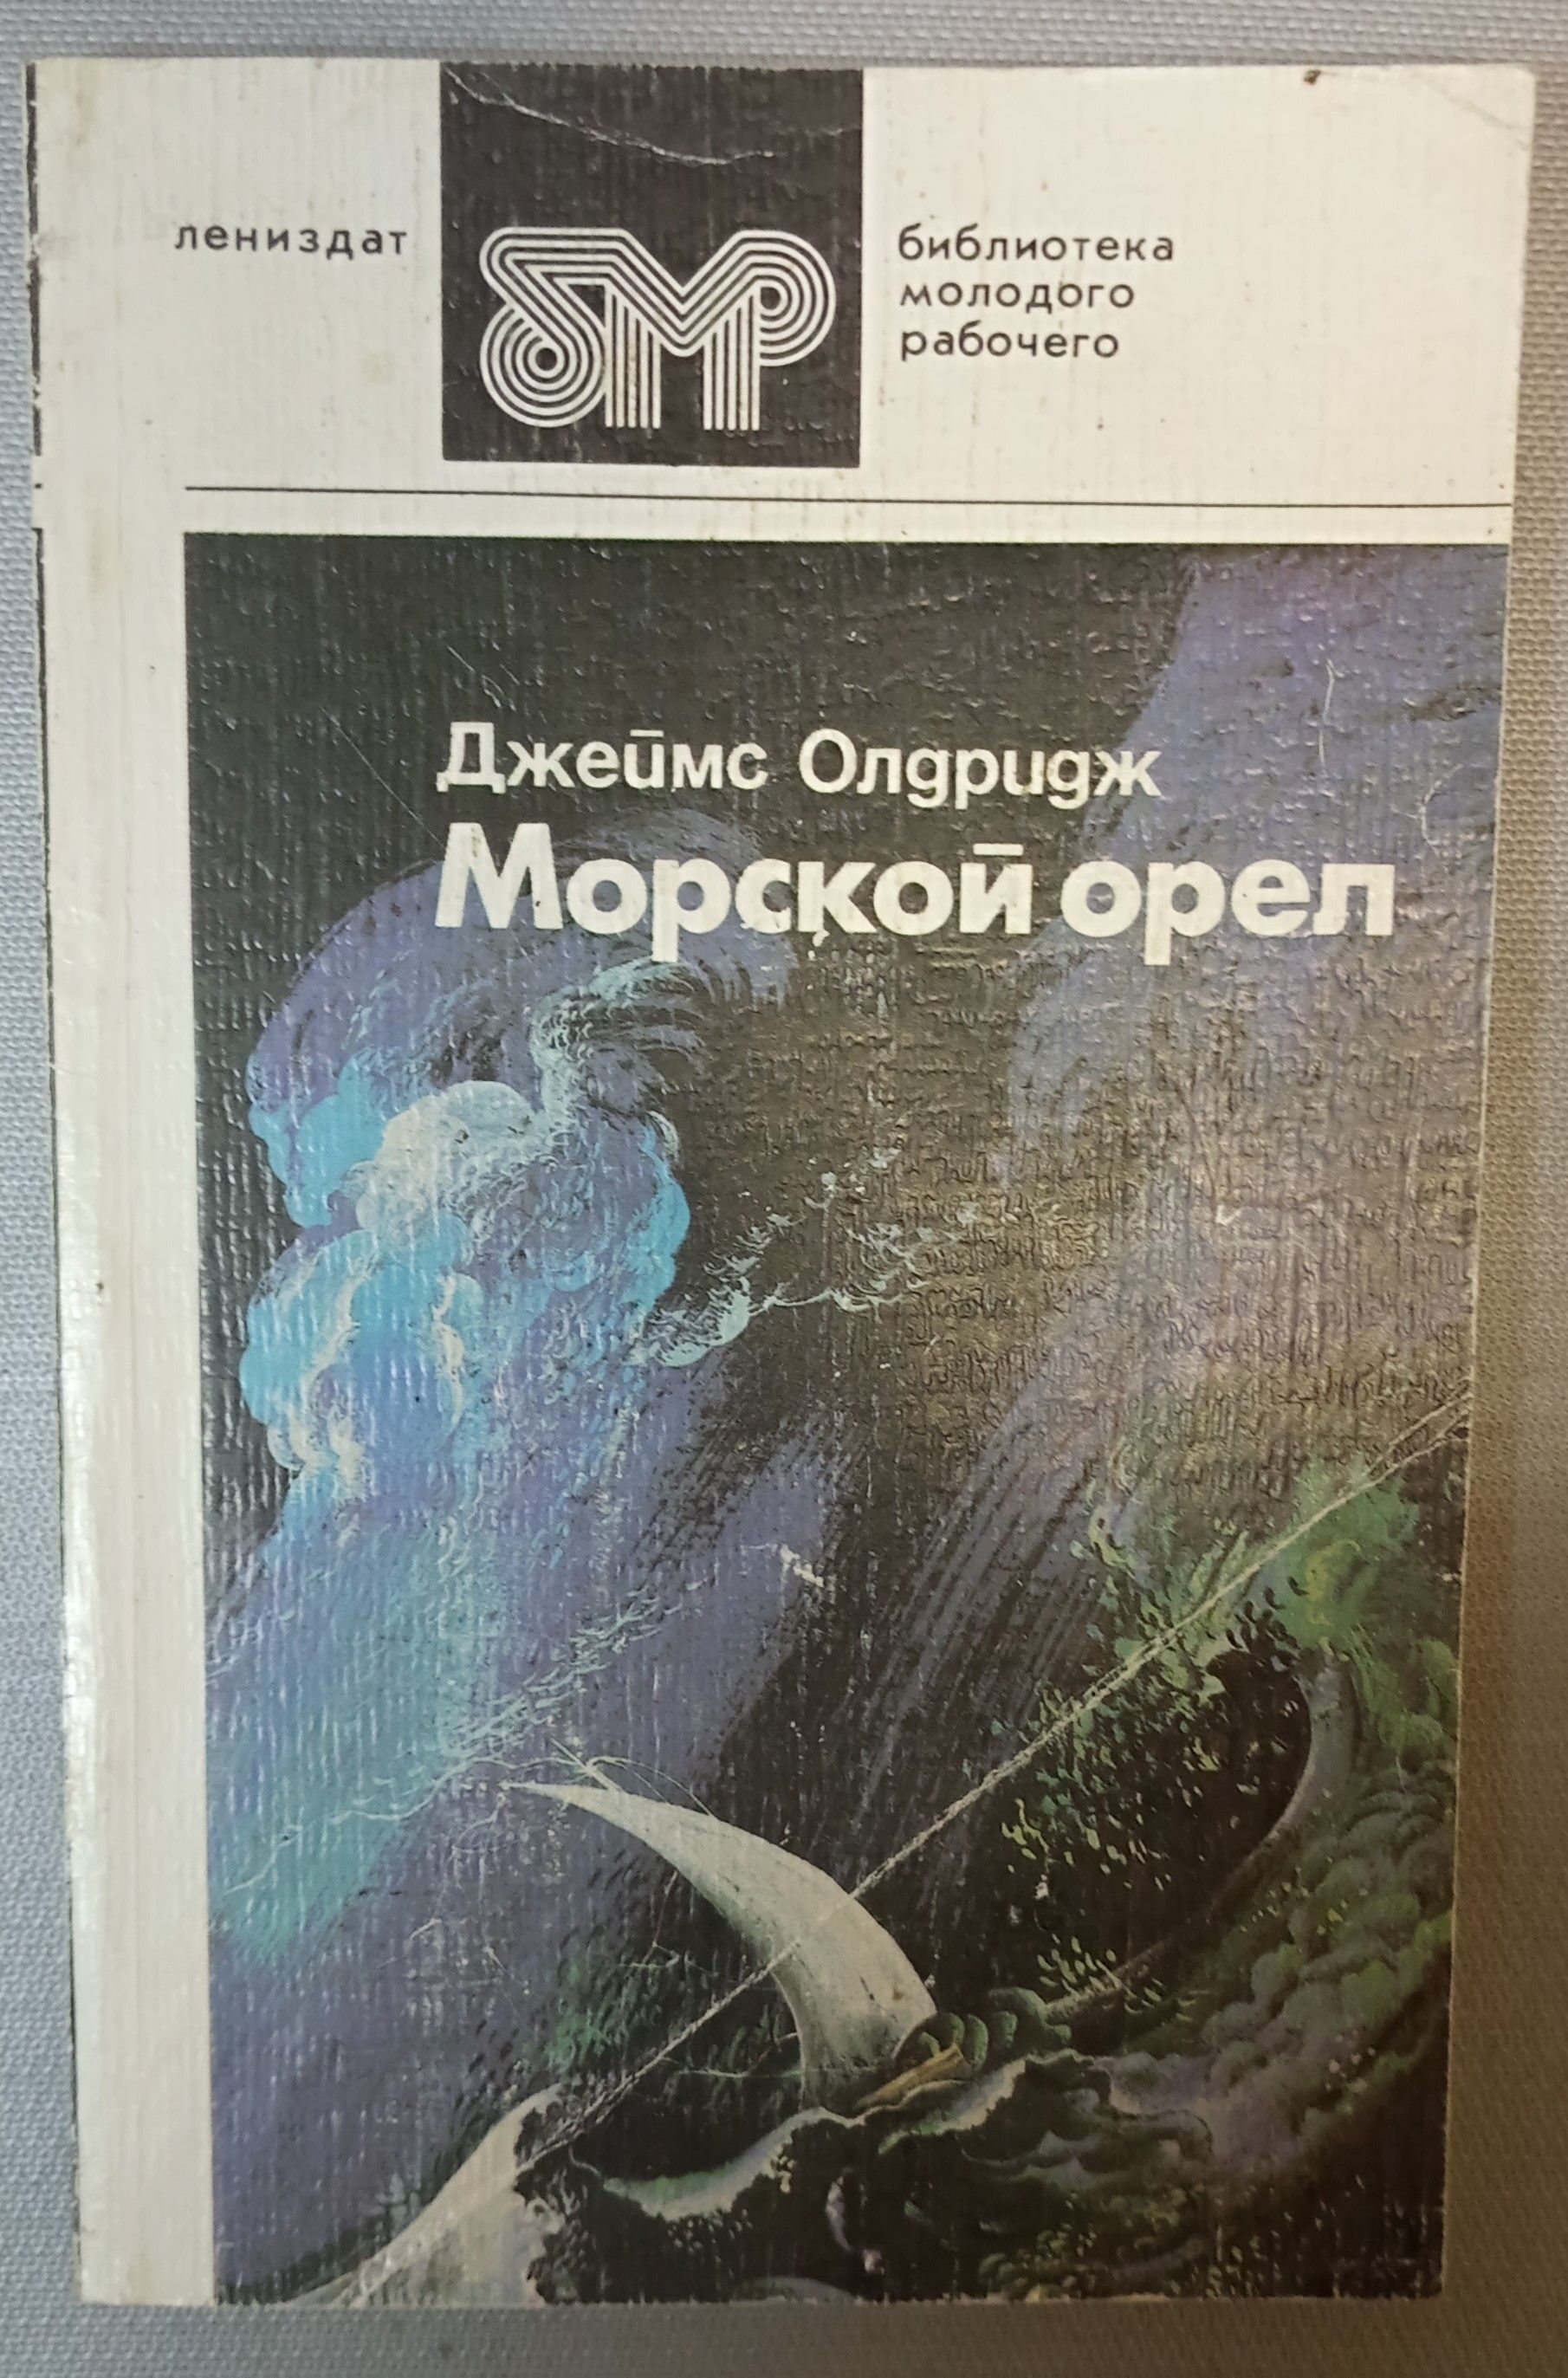 лениздат
бмр
библиотека
молодого
рабочего
Джеймс Олдридж
Морской орел